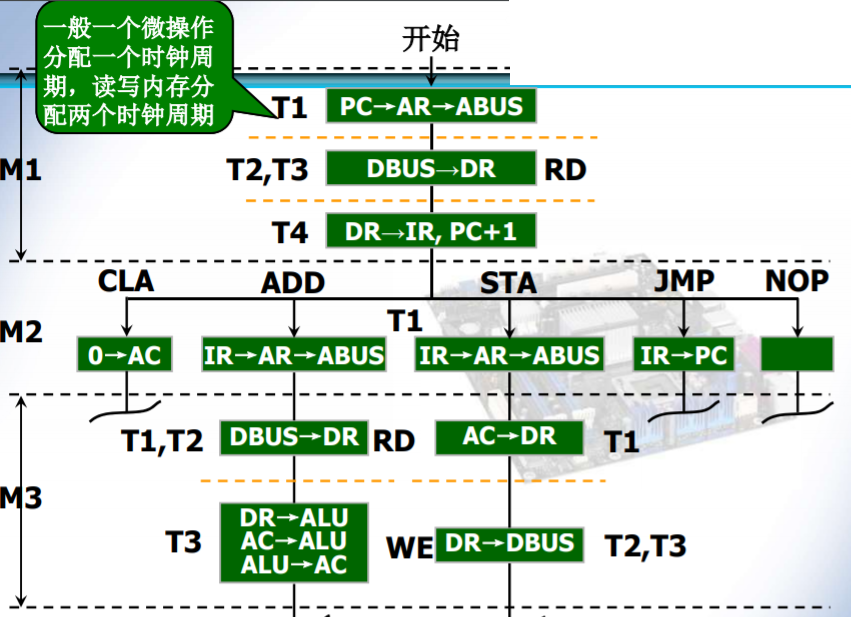 一般一个微操作
分配一个时钟周
期，读写内存分
配两个时钟周期
开始
T1 PC→AR→ABUS
M1 T2,T3 DBUS→DR RD
T4 DR→IR, PC+1
CLA ADD STA JMP NOP
M2 T1
0→AC IR→AR→ABUS IR→AR→ABUS IR→PC
T1,T2 DBUS→DR RD AC→DR T1
M3
T3 DR→ALU
AC→ALU
ALU→AC
WE DR→DBUS T2,T3